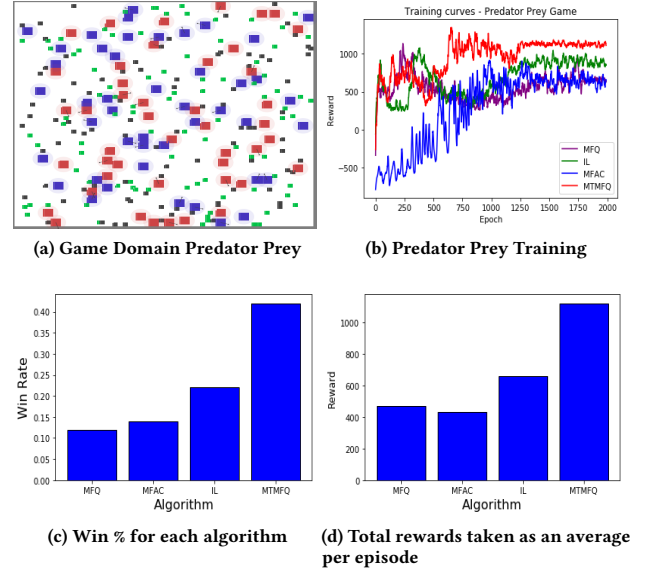 Training curves - Predator Prey Game
1000
500
0
−500
Reward
MFQ
IL
MFAC
MTMFQ
0 250 500 750 1000 1250 1500 1750 2000
Epoch
(a) Game Domain Predator Prey
(b) Predator Prey Training
0.40
0.35
0.30
0.25
0.20
0.15
0.10
0.05
0.00
Win Rate
MFQ MFAC IL MTMFQ
Algorithm
1000
800
600
400
200
0
Reward
MFQ MFAC IL MTMFQ
Algorithm
(c) Win % for each algorithm
(d) Total rewards taken as an average
per episode